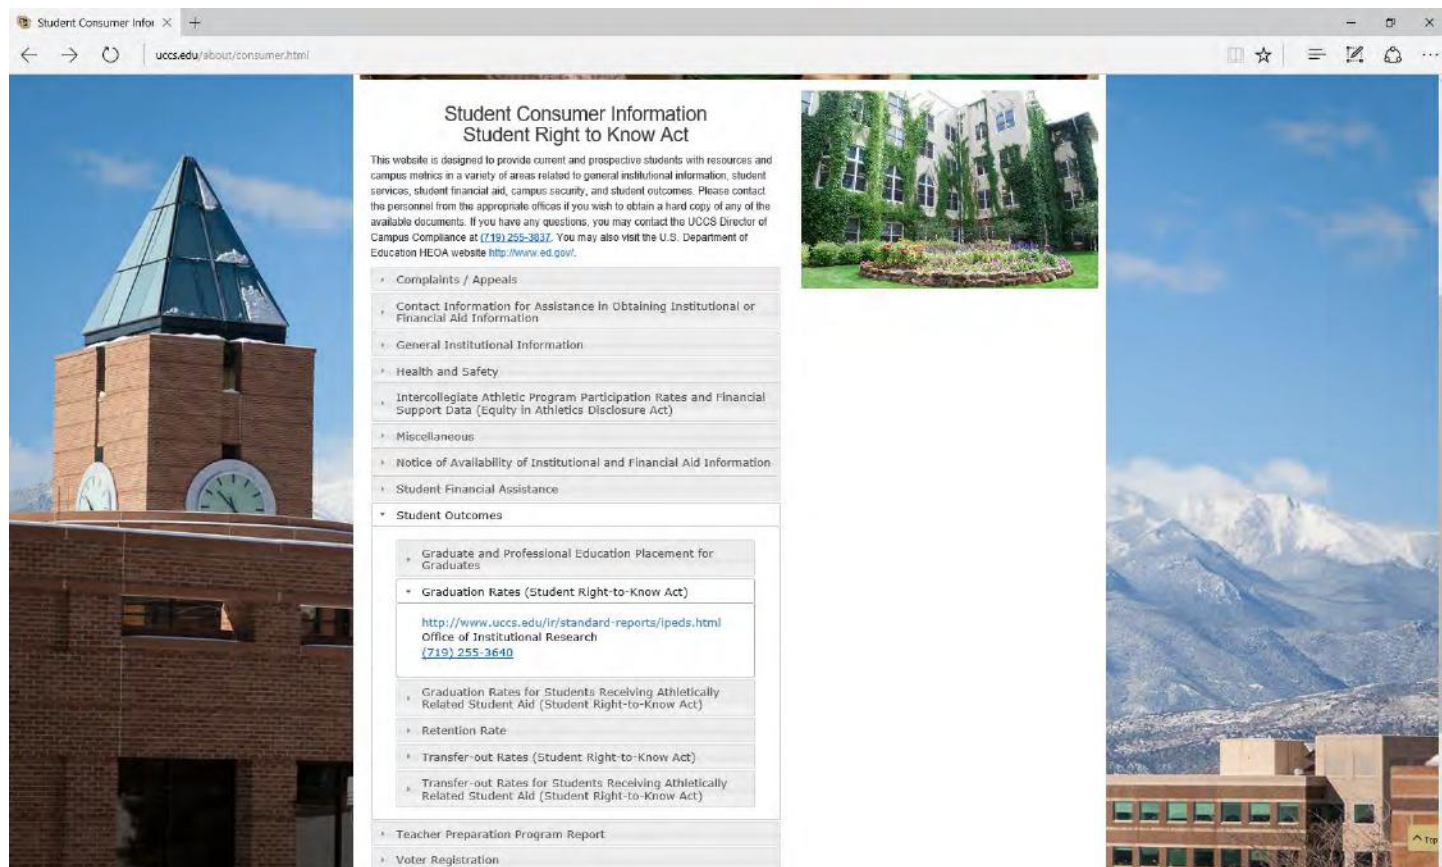 Student Consumer Infor
uccs.edu/about/consumer.html
Student Consumer Information
Student Right to Know Act
This website is designed to provide current and prospective students with resources and
campus metrics in a variety of areas related to general institutional information, student
services, student financial aid, campus security, and student outcomes. Please contact
the personnel from the appropriate offices if you wish to obtain a hard copy of any of the
available documents. If you have any questions, you may contact the UCCS Director of
Campus Compliance at (719) 255-3837. You may also visit the U.S. Department of
Education HEOA website http://www.ed.gov/.
Complaints / Appeals
Contact Information for Assistance in Obtaining Institutional or
Financial Aid Information
General Institutional Information
Health and Safety
Intercollegiate Athletic Program Participation Rates and Financial
Support Data (Equity in Athletics Disclosure Act)
Miscellaneous
Notice of Availability of Institutional and Financial Aid Information
Student Financial Assistance
Student Outcomes
Graduate and Professional Education Placement for
Graduates
Graduation Rates (Student Right-to-Know Act)
http://www.uccs.edu/ir/standard-reports/ipeds.html
Office of Institutional Research
(719) 255-3640
Graduation Rates for Students Receiving Athletically
Related Student Aid (Student Right-to-Know Act)
Retention Rate
Transfer-out Rates (Student Right-to-Know Act)
Transfer-out Rates for Students Receiving Athletically
Related Student Aid (Student Right-to-Know Act)
Teacher Preparation Program Report
Voter Registration
Top